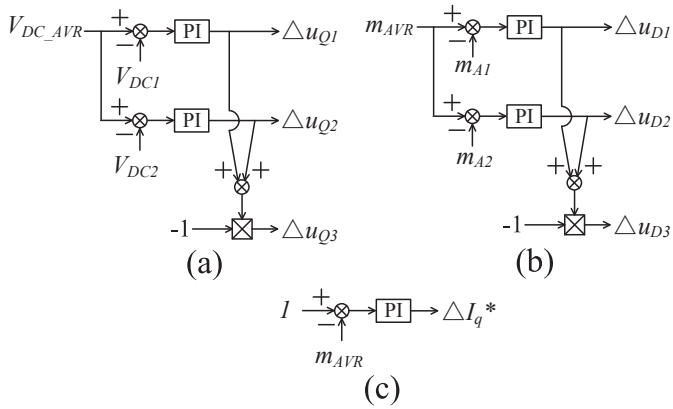 V_DC_AVR + − PI △u_Q1
V_DC1
+ − PI △u_Q2
V_DC2
+ +
-1 △u_Q3
(a)
m_AVR + − PI △u_D1
m_A1
+ − PI △u_D2
m_A2
+ +
-1 △u_D3
(b)
1 + − PI △I_q*
m_AVR
(c)